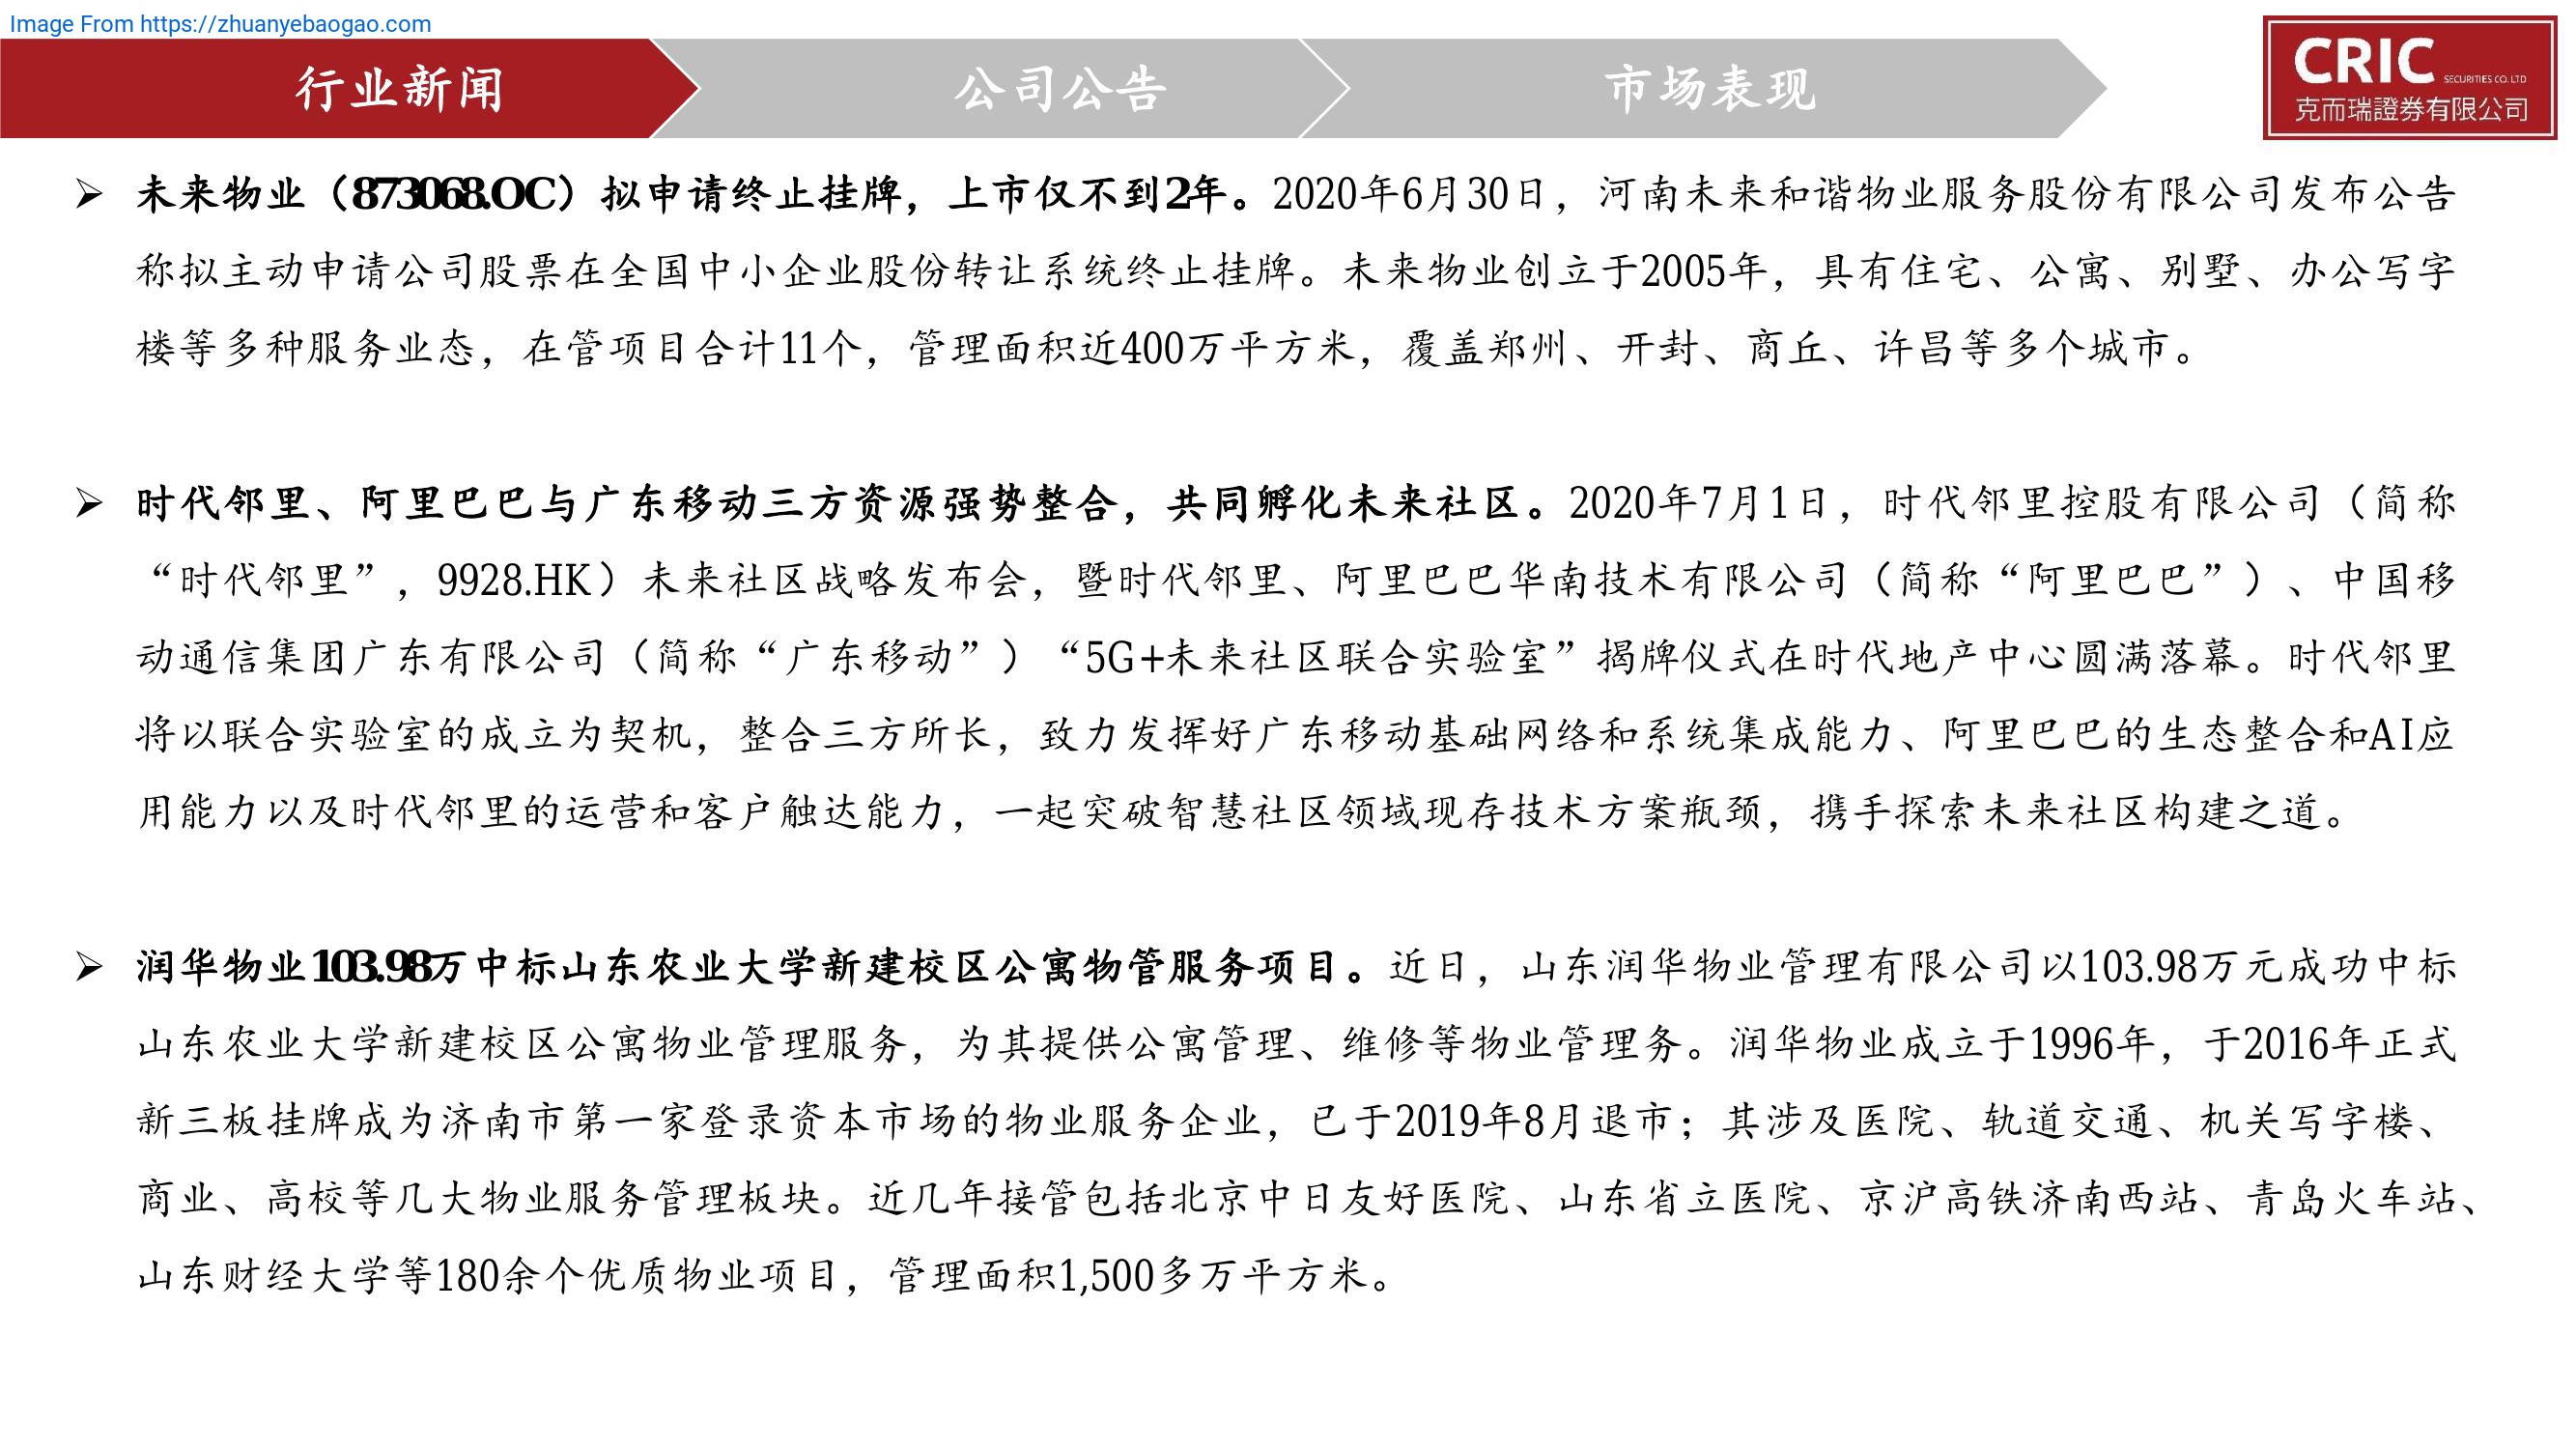 Image From https://zhuanyebaogao.com
行业新闻
公司公告
市场表现
CRIC SECURITIES CO. LTD
克而瑞證券有限公司
➢ 未来物业（873068.OC）拟申请终止挂牌，上市仅不到2年。2020年6月30日，河南未来和谐物业服务股份有限公司发布公告
称拟主动申请公司股票在全国中小企业股份转让系统终止挂牌。未来物业创立于2005年，具有住宅、公寓、别墅、办公写字
楼等多种服务业态，在管项目合计11个，管理面积近400万平方米，覆盖郑州、开封、商丘、许昌等多个城市。
➢ 时代邻里、阿里巴巴与广东移动三方资源强势整合，共同孵化未来社区。2020年7月1日，时代邻里控股有限公司（简称
“时代邻里”，9928.HK）未来社区战略发布会，暨时代邻里、阿里巴巴华南技术有限公司（简称“阿里巴巴”）、中国移
动通信集团广东有限公司（简称“广东移动”）“5G+未来社区联合实验室”揭牌仪式在时代地产中心圆满落幕。时代邻里
将以联合实验室的成立为契机，整合三方所长，致力发挥好广东移动基础网络和系统集成能力、阿里巴巴的生态整合和AI应
用能力以及时代邻里的运营和客户触达能力，一起突破智慧社区领域现存技术方案瓶颈，携手探索未来社区构建之道。
➢ 润华物业103.98万中标山东农业大学新建校区公寓物管服务项目。近日，山东润华物业管理有限公司以103.98万元成功中标
山东农业大学新建校区公寓物业管理服务，为其提供公寓管理、维修等物业管理务。润华物业成立于1996年，于2016年正式
新三板挂牌成为济南市第一家登录资本市场的物业服务企业，已于2019年8月退市；其涉及医院、轨道交通、机关写字楼、
商业、高校等几大物业服务管理板块。近几年接管包括北京中日友好医院、山东省立医院、京沪高铁济南西站、青岛火车站、
山东财经大学等180余个优质物业项目，管理面积1,500多万平方米。